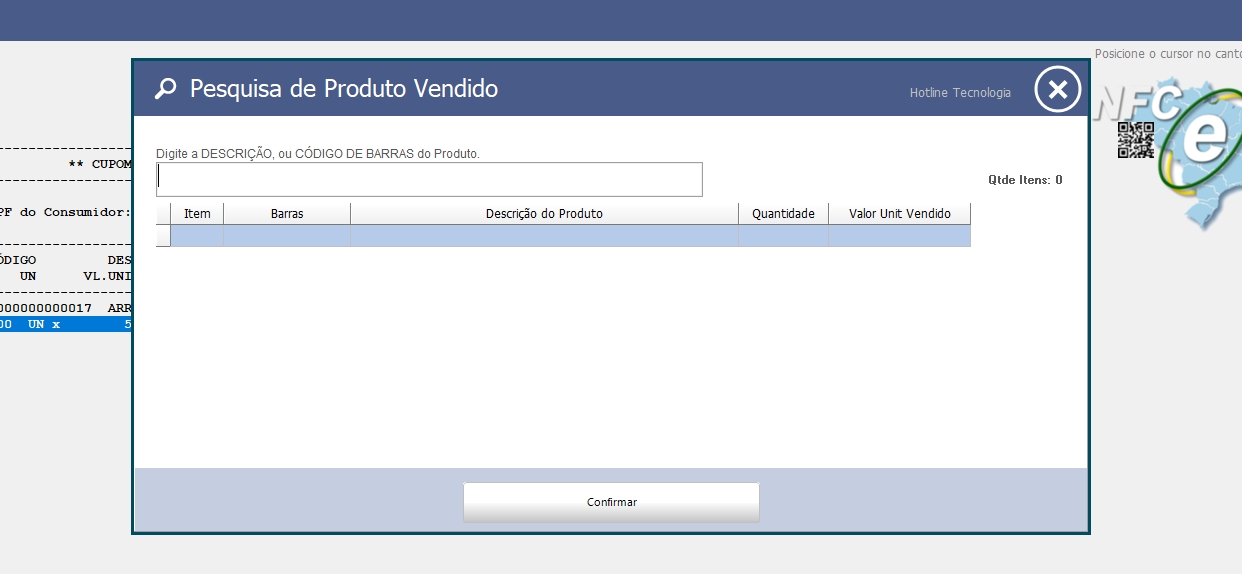 Posicione o cursor no canto
Pesquisa de Produto Vendido
Hotline Tecnologia
NFC
e
Digite a DESCRIÇÃO, ou CÓDIGO DE BARRAS do Produto.
Qtde Itens: 0
Item Barras Descrição do Produto Quantidade Valor Unit Vendido
Confirmar
** CUPOM
PF do Consumidor:
ÓDIGO DES
UN VL.UNI
000000000017 ARR
00 UN x 5